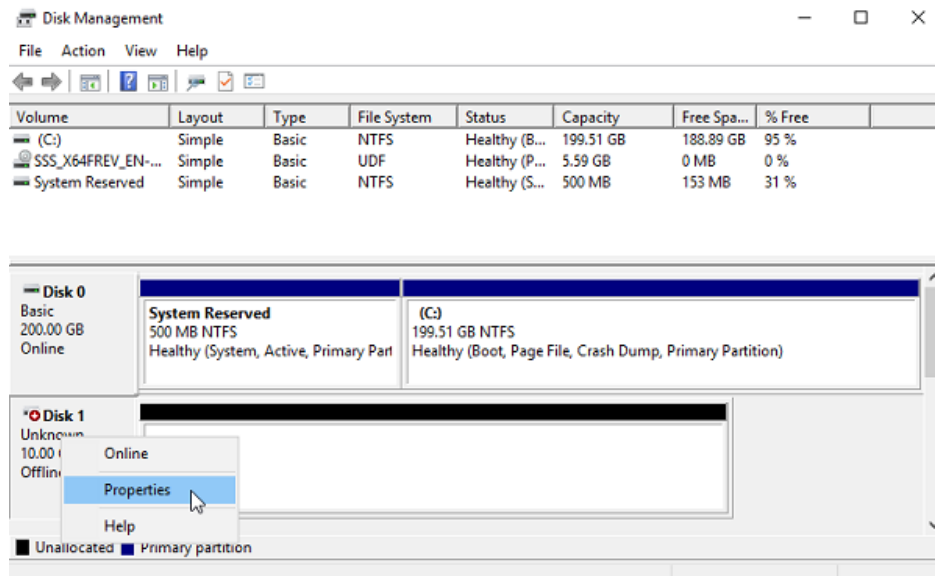 Disk Management
File Action View Help
Volume Layout Type File System Status Capacity Free Spa... % Free
(C:) Simple Basic NTFS Healthy (B... 199.51 GB 188.89 GB 95 %
SSS_X64FREV_EN-... Simple Basic UDF Healthy (P... 5.59 GB 0 MB 0 %
System Reserved Simple Basic NTFS Healthy (S... 500 MB 153 MB 31 %
Disk 0
Basic
200.00 GB
Online
System Reserved
500 MB NTFS
Healthy (System, Active, Primary Part
(C:)
199.51 GB NTFS
Healthy (Boot, Page File, Crash Dump, Primary Partition)
Disk 1
Unknown
10.00
Offline
Online
Properties
Help
Unallocated Primary partition